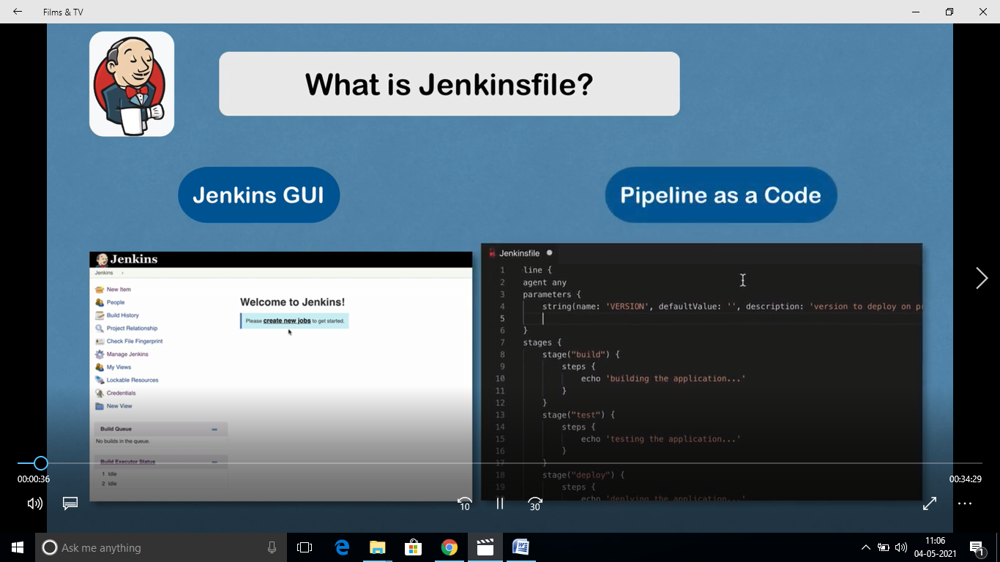 Films & TV
What is Jenkinsfile?
Jenkins GUI
Pipeline as a Code
Jenkins
Jenkins
New Item
People
Build History
Project Relationship
Check File Fingerprint
Manage Jenkins
My Views
Lockable Resources
Credentials
New View
Build Queue
No builds in the queue.
Build Executor Status
1 Idle
2 Idle
Welcome to Jenkins!
Please create new jobs to get started.
Jenkinsfile
1 line {
2 agent any
3 parameters {
4 string(name: 'VERSION', defaultValue: '', description: 'version to deploy on pr
5
6 }
7 stages {
8 stage("build") {
9 steps {
10 echo 'building the application...'
11 }
12 }
13 stage("test") {
14 steps {
15 echo 'testing the application...'
16 }
17 }
18 stage("deploy") {
19 steps {
echo 'deplying the application...'
00:00:36
00:34:29
10
30
Ask me anything
11:06
04-05-2021
1